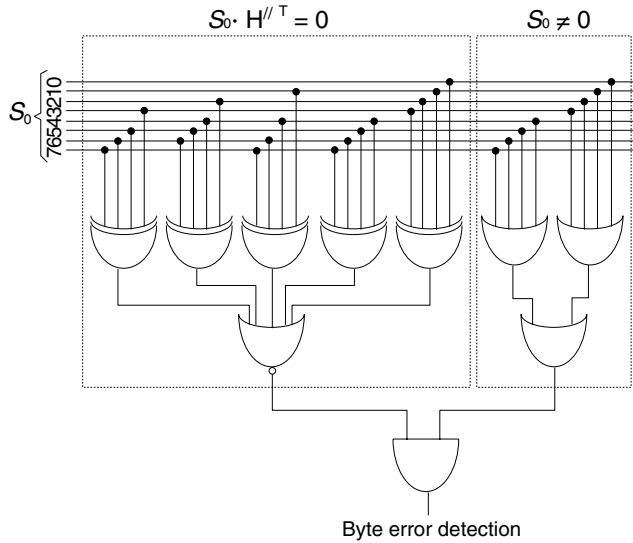 S₀ · H^{// T} = 0
S₀ ≠ 0
S₀
76543210
Byte error detection